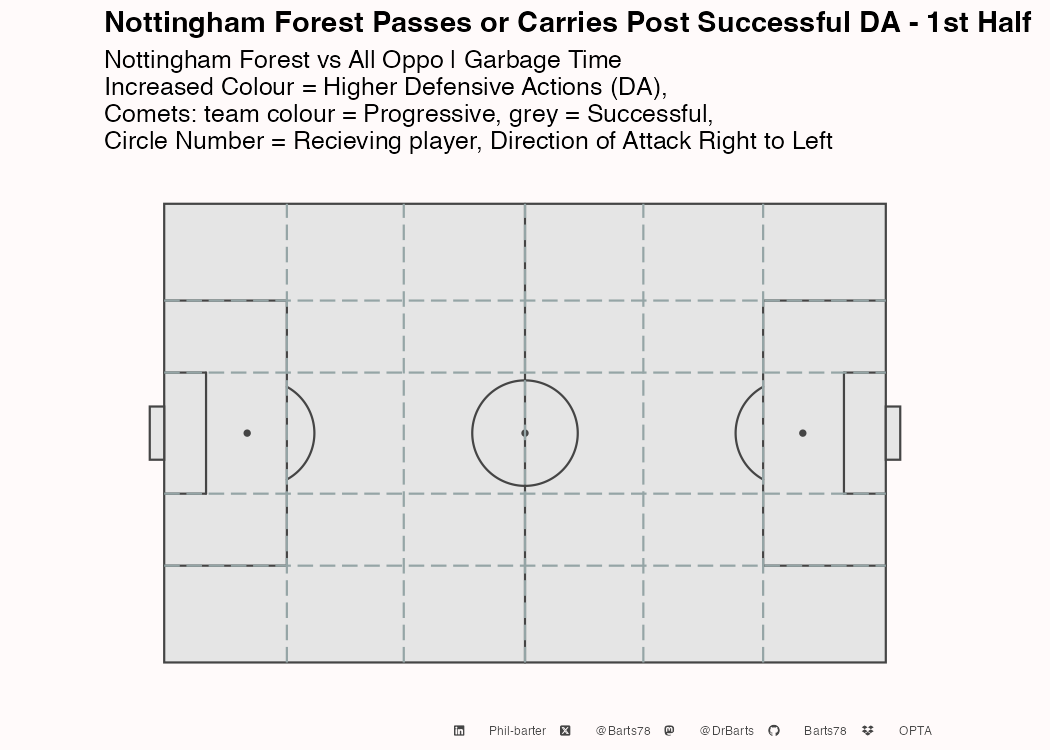 Nottingham Forest Passes or Carries Post Successful DA - 1st Half
Nottingham Forest vs All Oppo | Garbage Time
Increased Colour = Higher Defensive Actions (DA),
Comets: team colour = Progressive, grey = Successful,
Circle Number = Recieving player, Direction of Attack Right to Left
Phil-barter @Barts78 @DrBarts Barts78 OPTA